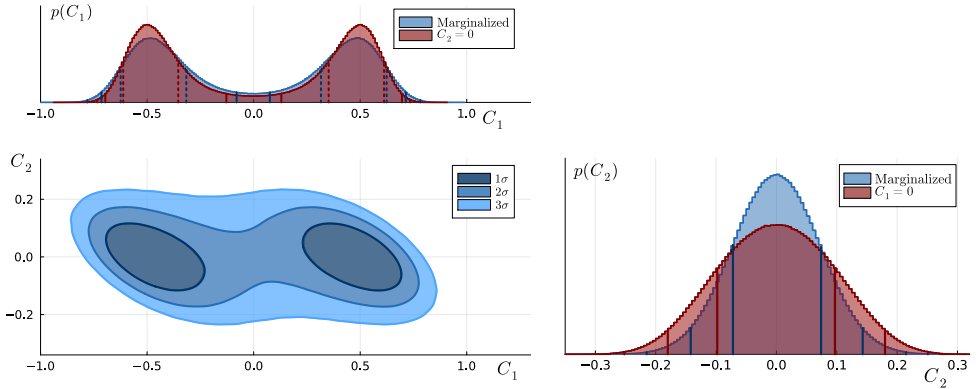 p(C₁)
Marginalized
C₂ = 0
−1.0 −0.5 0.0 0.5 1.0
C₁
C₂
1σ
2σ
3σ
0.2
0.0
−0.2
−1.0 −0.5 0.0 0.5 1.0
C₁
p(C₂)
Marginalized
C₁ = 0
−0.3 −0.2 −0.1 0.0 0.1 0.2 0.3
C₂